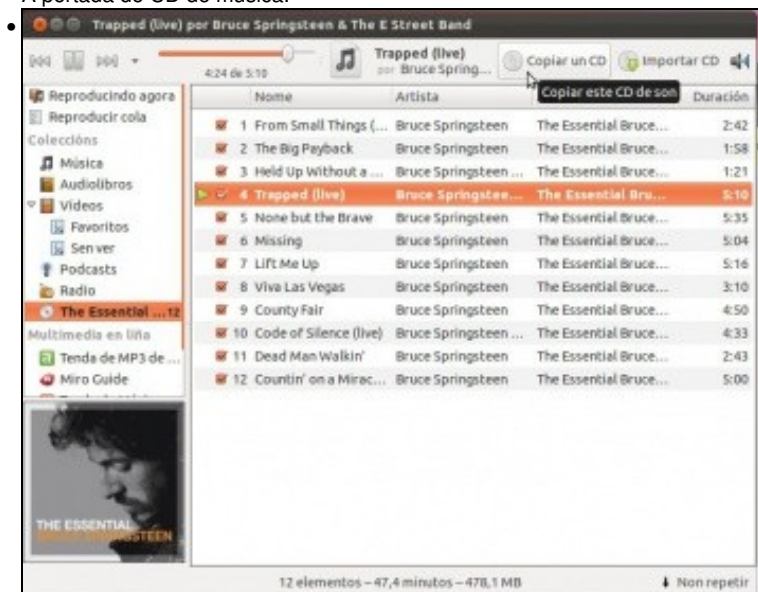 Trapped (live) por Bruce Springsteen & The E Street Band
4:24 de 5:10
Trapped (live)
por Bruce Spring...
Copiar un CD
Importar CD
Copiar este CD de son
Reproducindo agora
Reproducir cola
Coleccións
Música
Audiolibros
Vídeos
Favoritos
Sen ver
Podcasts
Radio
The Essential ... 12
Multimedia en liña
Tenda de MP3 de ...
Miro Guide
Nome Artista Duración
1 From Small Things (... Bruce Springsteen The Essential Bruce... 2:42
2 The Big Payback Bruce Springsteen The Essential Bruce... 1:58
3 Held Up Without a ... Bruce Springsteen ... The Essential Bruce... 1:21
4 Trapped (live) Bruce Springstee... The Essential Bru... 5:10
5 None but the Brave Bruce Springsteen The Essential Bruce... 5:35
6 Missing Bruce Springsteen The Essential Bruce... 5:04
7 Lift Me Up Bruce Springsteen The Essential Bruce... 5:16
8 Viva Las Vegas Bruce Springsteen The Essential Bruce... 3:10
9 County Fair Bruce Springsteen The Essential Bruce... 4:50
10 Code of Silence (live) Bruce Springsteen ... The Essential Bruce... 4:33
11 Dead Man Walkin' Bruce Springsteen The Essential Bruce... 2:43
12 Countin' on a Mirac... Bruce Springsteen The Essential Bruce... 5:00
THE ESSENTIAL
BRUCE SPRINGSTEEN
12 elementos – 47,4 minutos – 478,1 MB
Non repetir